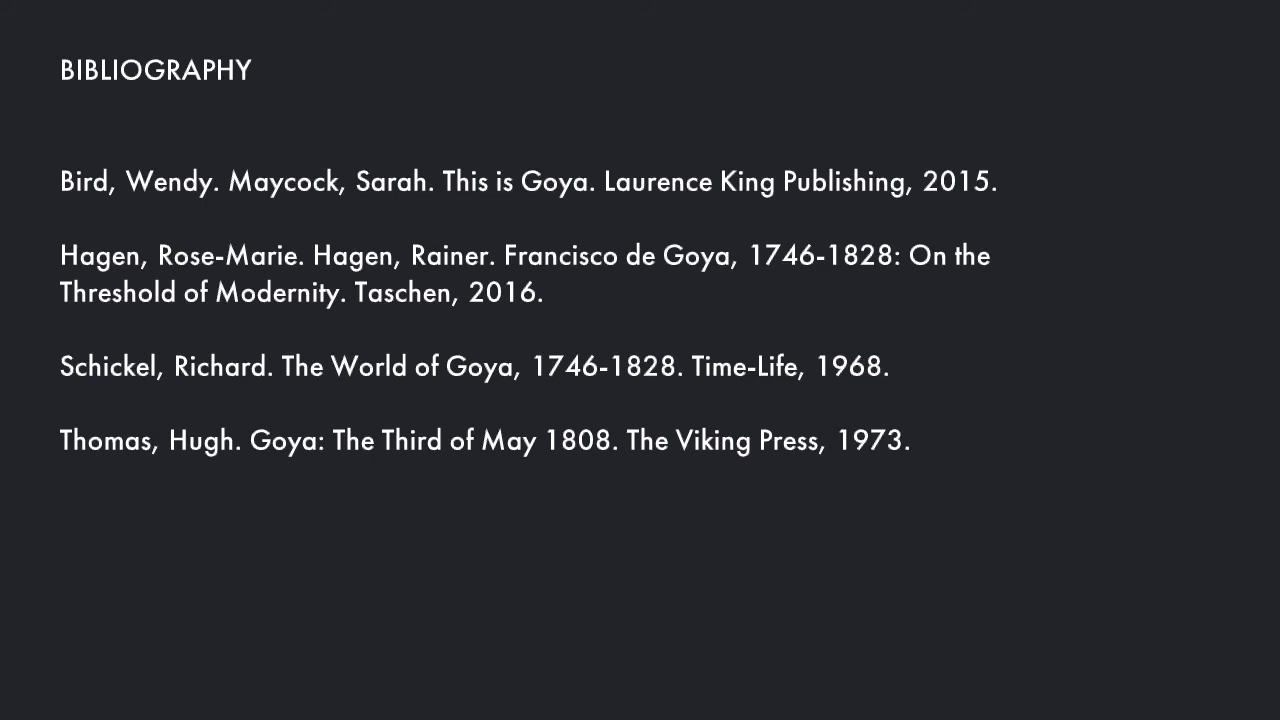 BIBLIOGRAPHY
Bird, Wendy. Maycock, Sarah. This is Goya. Laurence King Publishing, 2015.
Hagen, Rose-Marie. Hagen, Rainer. Francisco de Goya, 1746-1828: On the
Threshold of Modernity. Taschen, 2016.
Schickel, Richard. The World of Goya, 1746-1828. Time-Life, 1968.
Thomas, Hugh. Goya: The Third of May 1808. The Viking Press, 1973.